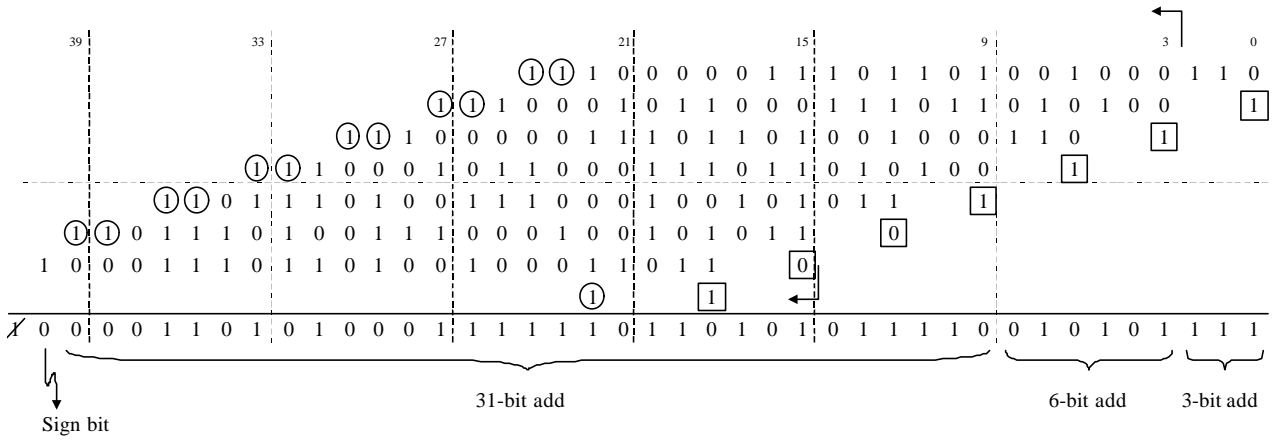 39 33 27 21 15 9 3 0
1 1 1 0 0 0 0 0 1 1 1 0 1 1 0 1 0 0 1 0 0 0 1 1 0
1 1 1 0 0 0 1 0 1 1 0 0 0 1 1 1 0 1 1 0 1 0 1 0 0 1
1 1 1 0 0 0 0 0 1 1 1 0 1 1 0 1 0 0 1 0 0 0 1 1 0 1
1 1 1 0 0 0 1 0 1 1 0 0 0 1 1 1 0 1 1 0 1 0 1 0 0 1
1 1 0 1 1 1 0 1 0 0 1 1 1 0 0 0 1 0 0 1 0 1 0 1 1 1
1 1 0 1 1 1 0 1 0 0 1 1 1 0 0 0 1 0 0 1 0 1 0 1 1 0
1 0 0 0 1 1 1 0 1 1 0 1 0 0 1 0 0 0 1 1 0 1 1 0
1 1
1 0 0 0 0 1 1 0 1 0 1 0 0 0 1 1 1 1 1 1 0 1 1 0 1 0 1 0 1 1 1 1 0 0 1 0 1 0 1 1 1 1
31-bit add 6-bit add 3-bit add
Sign bit